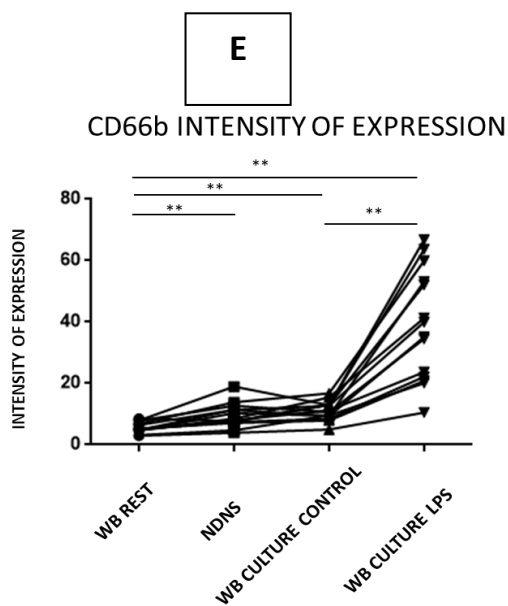 E
CD66b INTENSITY OF EXPRESSION
**
**
**
**
INTENSITY OF EXPRESSION
80
60
40
20
0
WB REST
NDNS
WB CULTURE CONTROL
WB CULTURE LPS